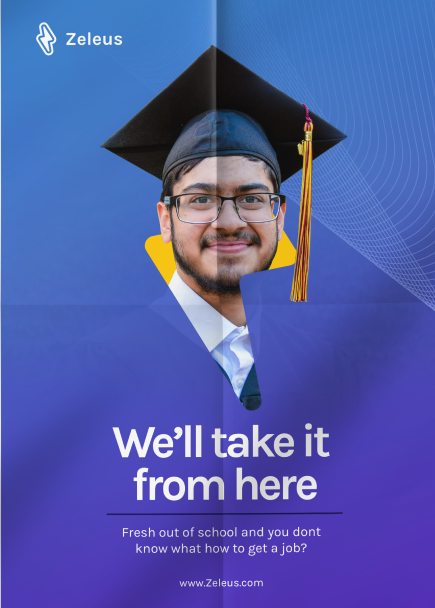 Zeleus
We'll take it
from here
Fresh out of school and you dont
know what how to get a job?
www.Zeleus.com